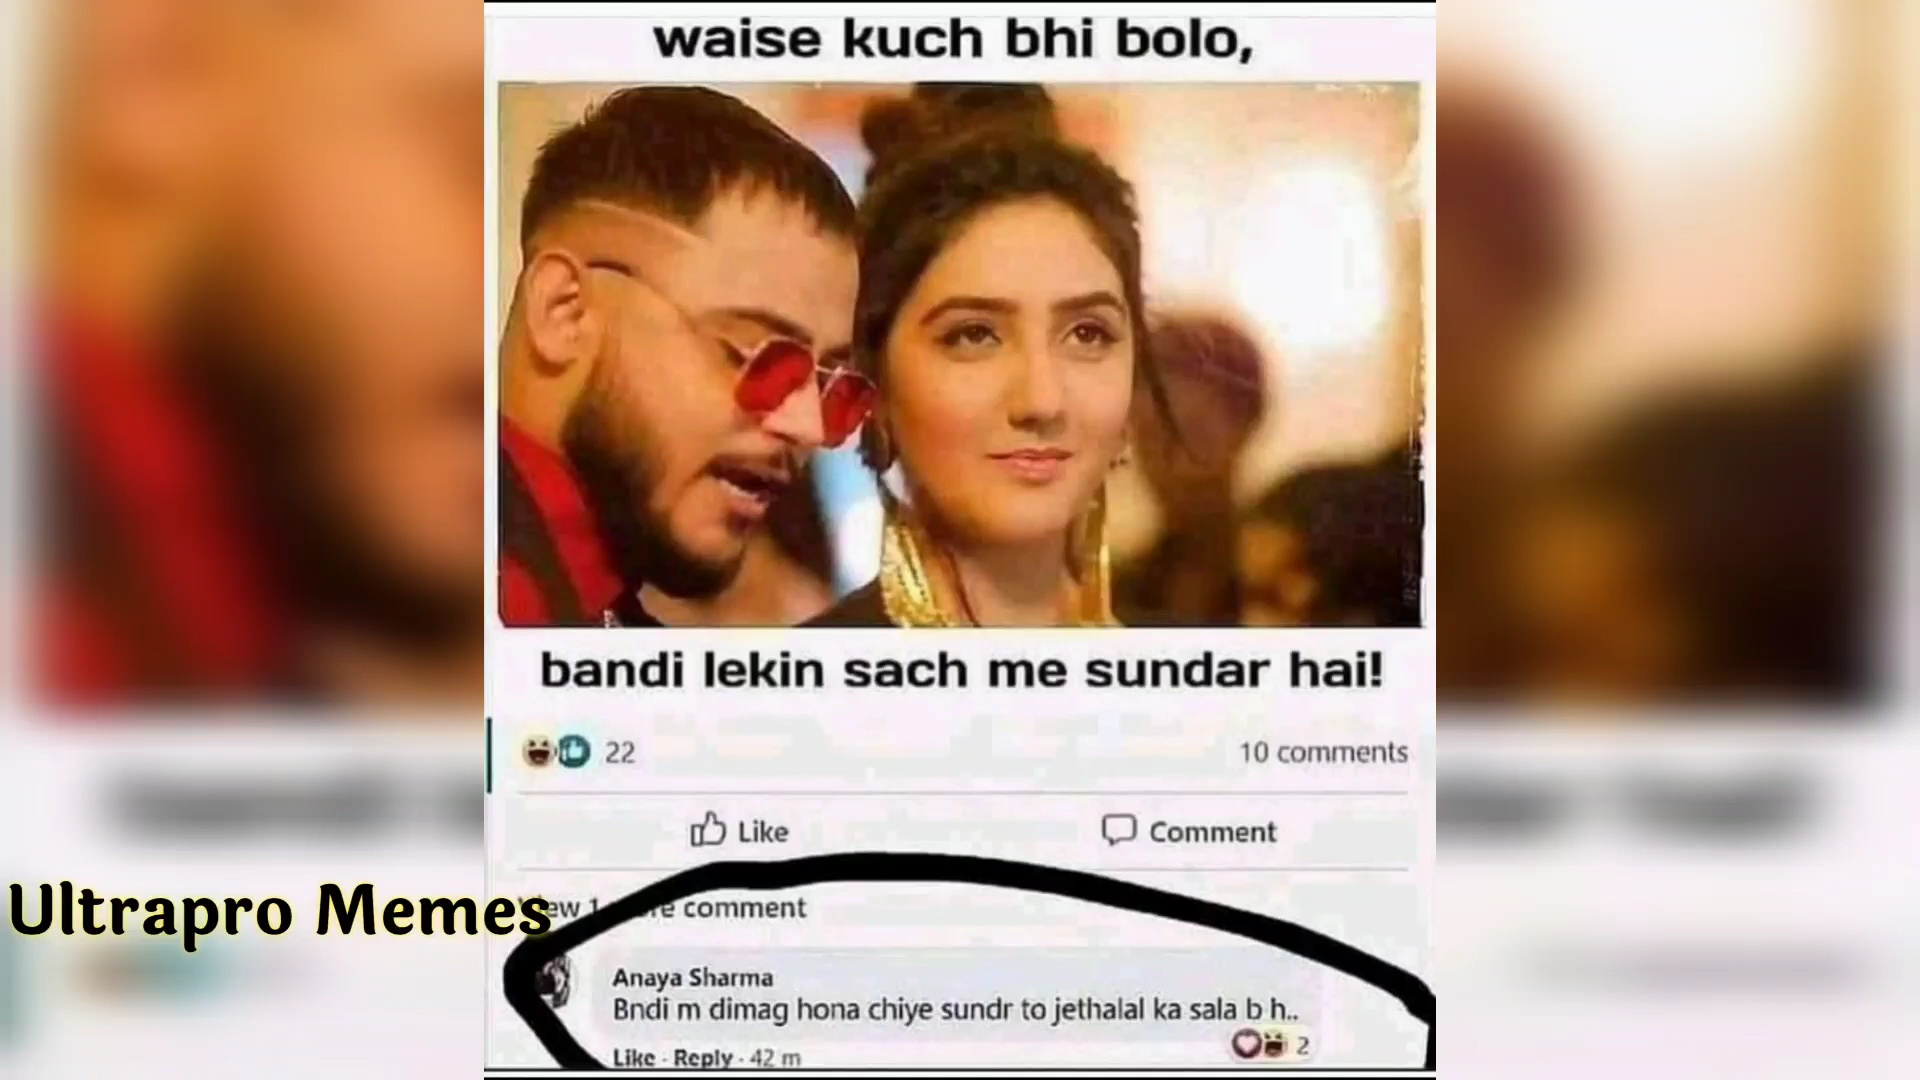 waise kuch bhi bolo,
bandi lekin sach me sundar hai!
22
10 comments
Like
Comment
comment
Ultrapro Memes
Anaya Sharma
Bndi m dimag hona chiye sundr to jethalal ka sala b h..
Like · Reply · 42 m
2